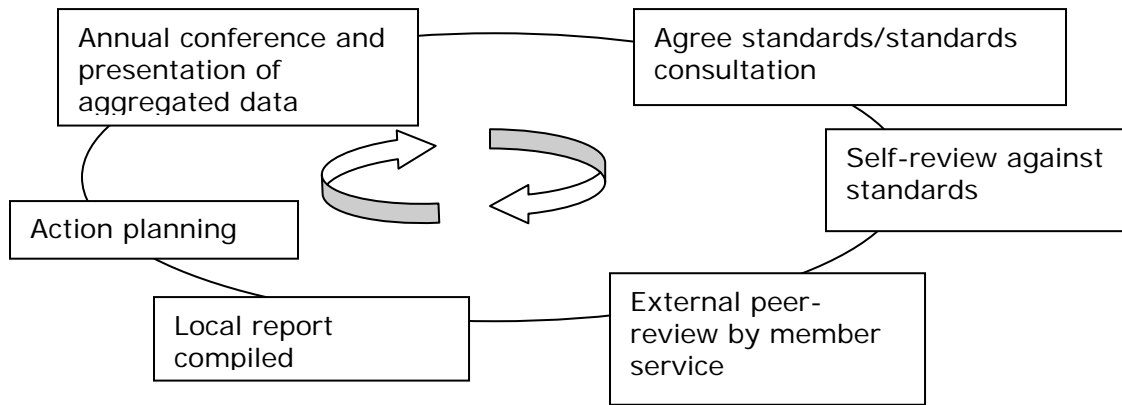 Annual conference and
presentation of
aggregated data
Agree standards/standards
consultation
Self-review against
standards
External peer-
review by member
service
Local report
compiled
Action planning